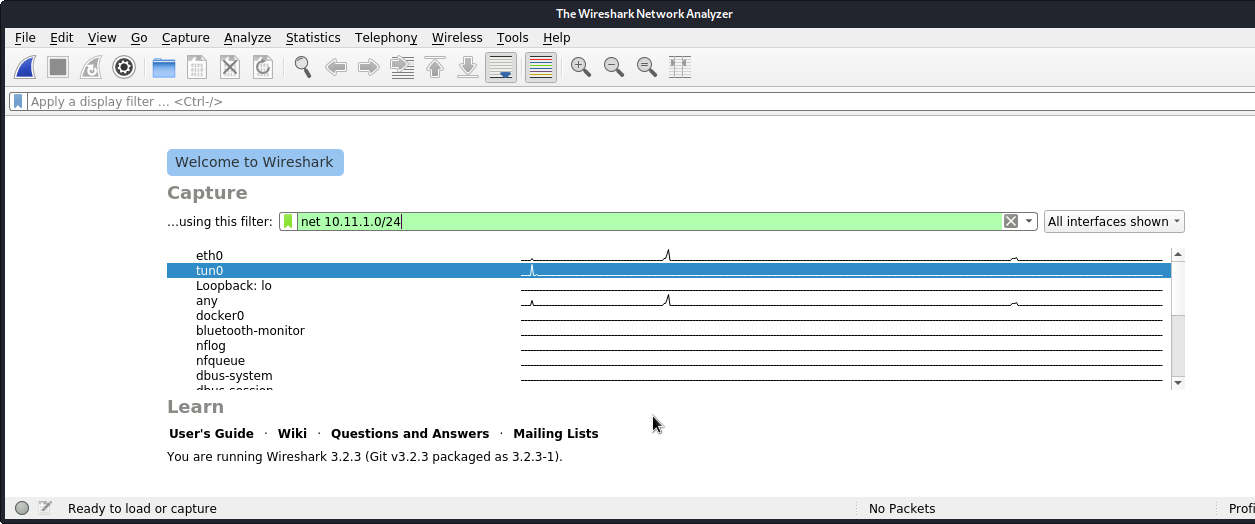 The Wireshark Network Analyzer
File Edit View Go Capture Analyze Statistics Telephony Wireless Tools Help
Apply a display filter ... <Ctrl-/>
Welcome to Wireshark
Capture
...using this filter: net 10.11.1.0/24 All interfaces shown
eth0
tun0
Loopback: lo
any
docker0
bluetooth-monitor
nflog
nfqueue
dbus-system
dbus-session
Learn
User's Guide · Wiki · Questions and Answers · Mailing Lists
You are running Wireshark 3.2.3 (Git v3.2.3 packaged as 3.2.3-1).
Ready to load or capture No Packets Profi